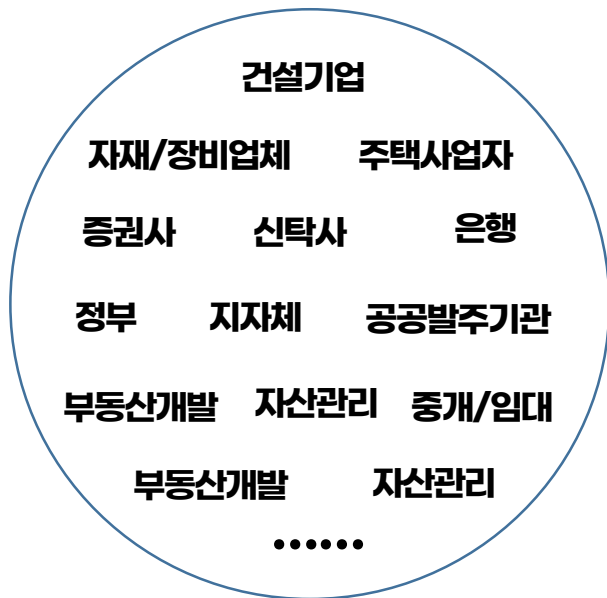 건설기업
자재/장비업체 주택사업자
증권사 신탁사 은행
정부 지자체 공공발주기관
부동산개발 자산관리 중개/임대
부동산개발 자산관리
••••••